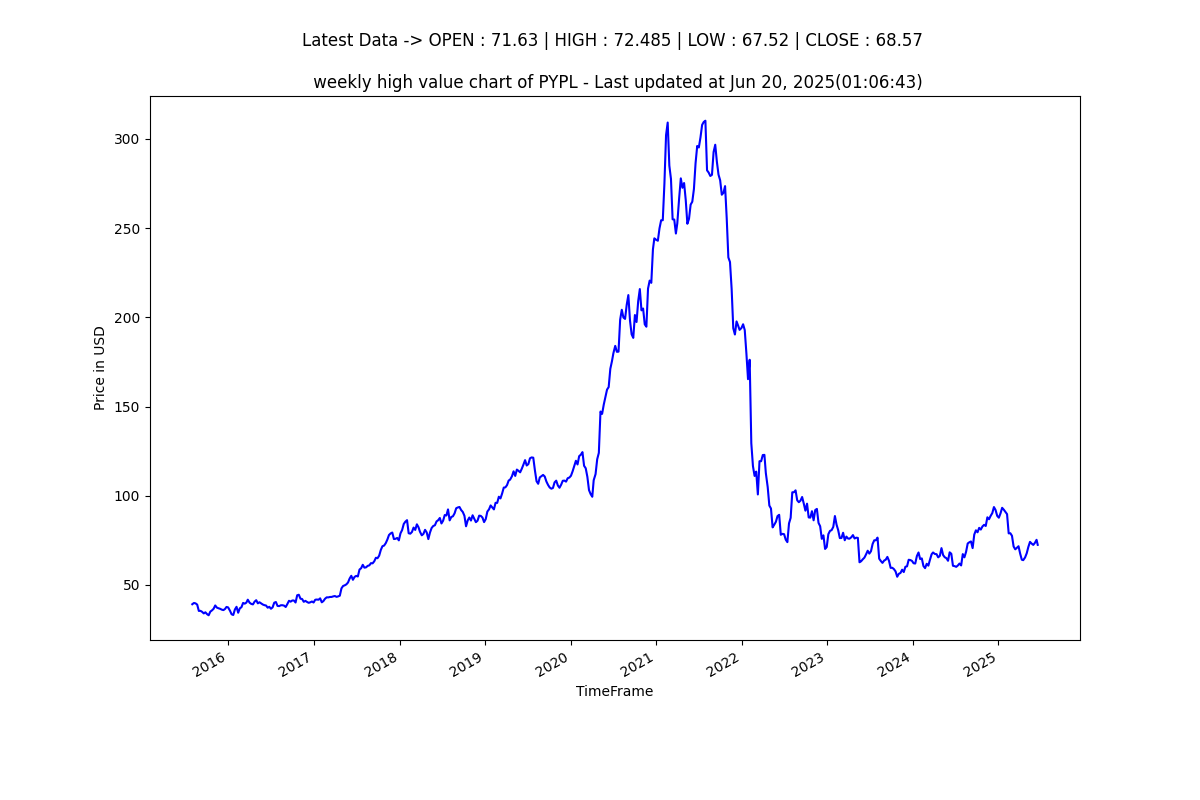 Latest Data -> OPEN : 71.63 | HIGH : 72.485 | LOW : 67.52 | CLOSE : 68.57
weekly high value chart of PYPL - Last updated at Jun 20, 2025(01:06:43)
300
250
200
150
100
50
Price in USD
2016 2017 2018 2019 2020 2021 2022 2023 2024 2025
TimeFrame